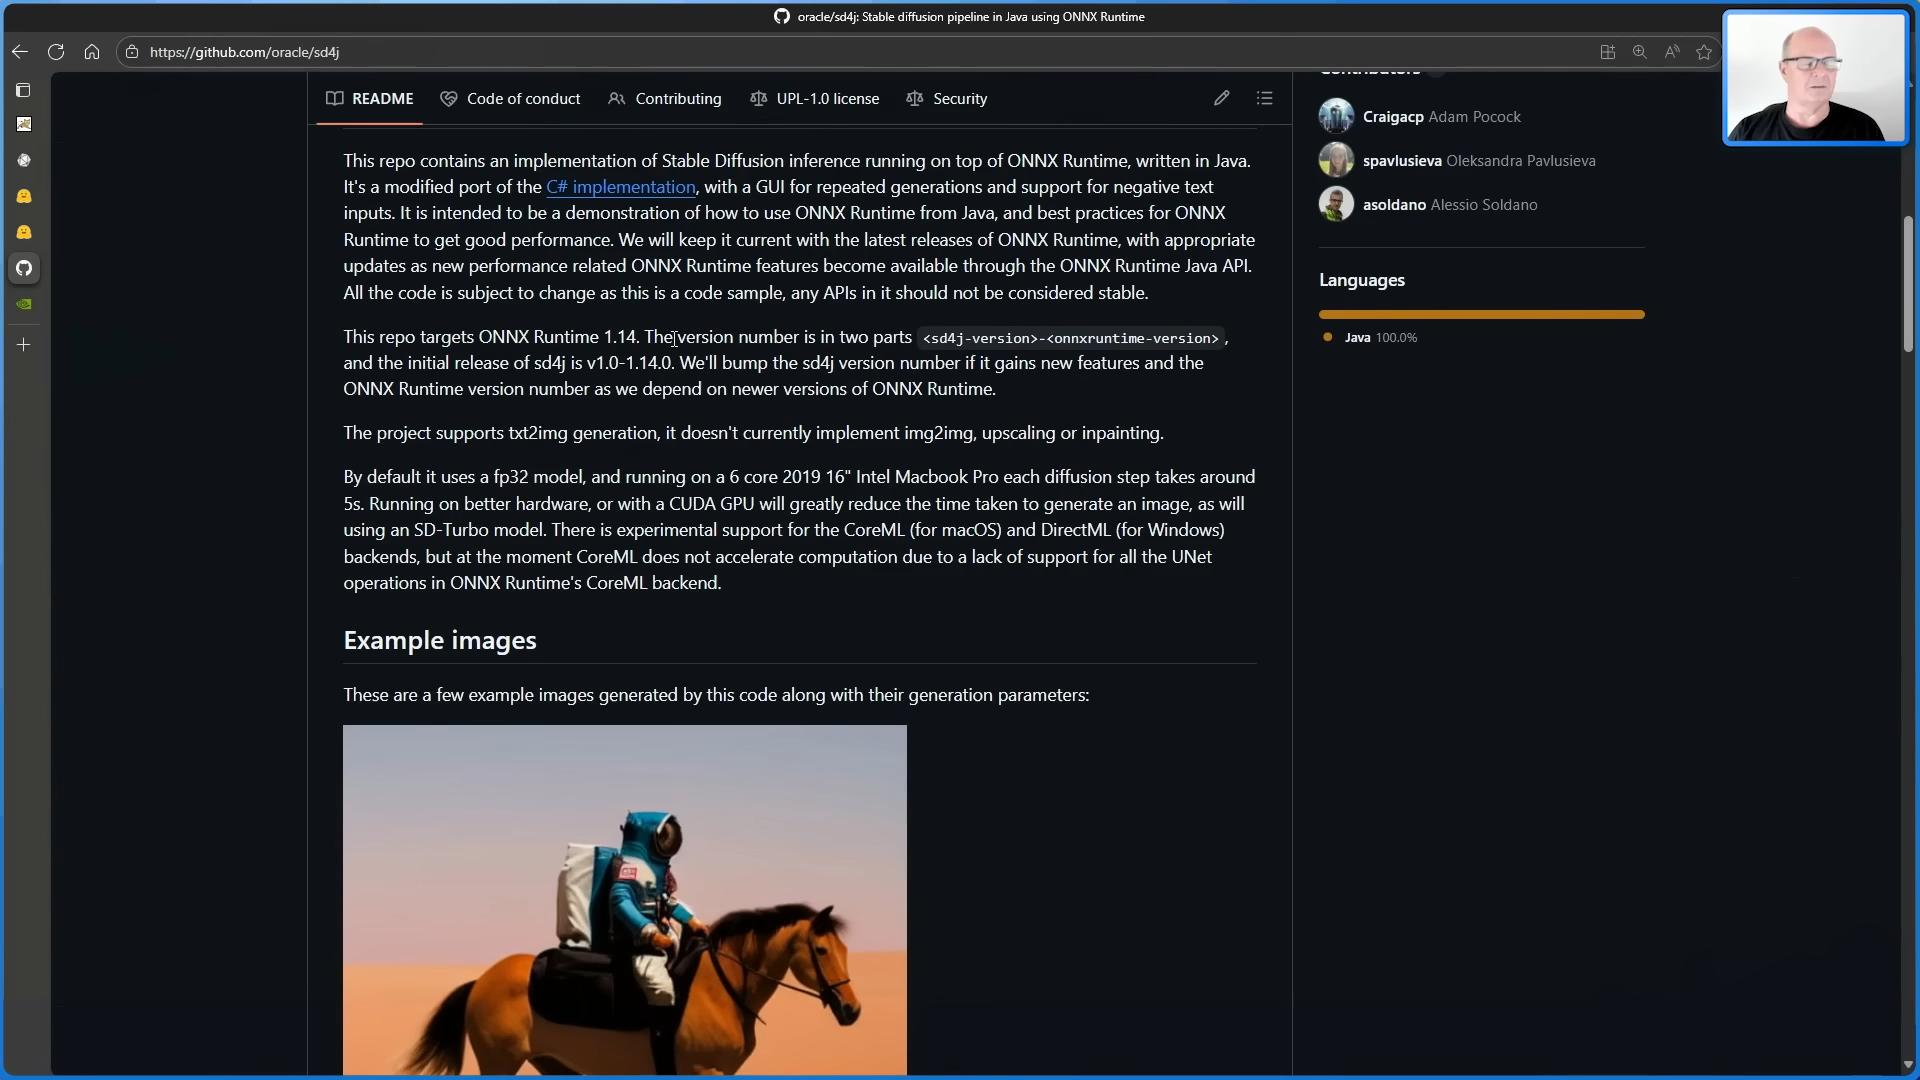 oracle/sd4j: Stable diffusion pipeline in Java using ONNX Runtime
https://github.com/oracle/sd4j
README
Code of conduct
Contributing
UPL-1.0 license
Security
This repo contains an implementation of Stable Diffusion inference running on top of ONNX Runtime, written in Java.
It's a modified port of the C# implementation, with a GUI for repeated generations and support for negative text
inputs. It is intended to be a demonstration of how to use ONNX Runtime from Java, and best practices for ONNX
Runtime to get good performance. We will keep it current with the latest releases of ONNX Runtime, with appropriate
updates as new performance related ONNX Runtime features become available through the ONNX Runtime Java API.
All the code is subject to change as this is a code sample, any APIs in it should not be considered stable.
This repo targets ONNX Runtime 1.14. The version number is in two parts <sd4j-version>-<onnxruntime-version>,
and the initial release of sd4j is v1.0-1.14.0. We'll bump the sd4j version number if it gains new features and the
ONNX Runtime version number as we depend on newer versions of ONNX Runtime.
The project supports txt2img generation, it doesn't currently implement img2img, upscaling or inpainting.
By default it uses a fp32 model, and running on a 6 core 2019 16" Intel Macbook Pro each diffusion step takes around
5s. Running on better hardware, or with a CUDA GPU will greatly reduce the time taken to generate an image, as will
using an SD-Turbo model. There is experimental support for the CoreML (for macOS) and DirectML (for Windows)
backends, but at the moment CoreML does not accelerate computation due to a lack of support for all the UNet
operations in ONNX Runtime's CoreML backend.
Example images
These are a few example images generated by this code along with their generation parameters:
Contributors
Craigacp Adam Pocock
spavlusieva Oleksandra Pavlusieva
asoldano Alessio Soldano
Languages
Java 100.0%